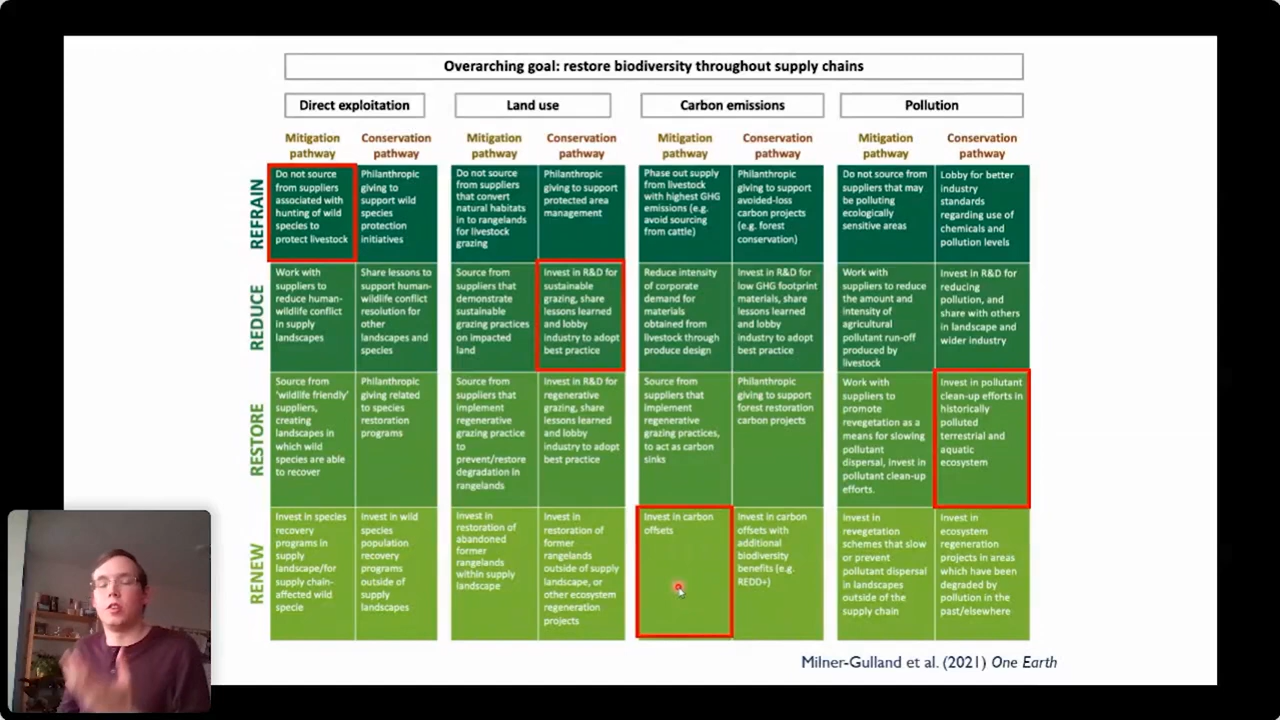 Overarching goal: restore biodiversity throughout supply chains
Direct exploitation
Land use
Carbon emissions
Pollution
Mitigation
pathway
Conservation
pathway
Mitigation
pathway
Conservation
pathway
Mitigation
pathway
Conservation
pathway
Mitigation
pathway
Conservation
pathway
REFRAIN
Do not source
from suppliers
associated with
hunting of wild
species to
protect livestock
Philanthropic
giving to
support wild
species
protection
initiatives
Do not source
from suppliers
that convert
natural habitats
in to rangelands
for livestock
grazing
Philanthropic
giving to support
protected area
management
Phase out supply
from livestock
with highest GHG
emissions (e.g.
avoid sourcing
from cattle)
Philanthropic
giving to support
avoided-loss
carbon projects
(e.g. forest
conservation)
Do not source from
suppliers that may
be polluting
ecologically
sensitive areas
Lobby for better
industry
standards
regarding use of
chemicals and
pollution levels
REDUCE
Work with
suppliers to
reduce human-
wildlife conflict
in supply
landscapes
Share lessons to
support human-
wildlife conflict
resolution for
other
landscapes and
species
Source from
suppliers that
demonstrate
sustainable
grazing practices
on impacted
land
Invest in R&D for
sustainable
grazing, share
lessons learned
and lobby
industry to adopt
best practice
Reduce intensity
of corporate
demand for
materials
obtained from
livestock through
produce design
Invest in R&D for
low GHG footprint
materials, share
lessons learned
and lobby
industry to adopt
best practice
Work with
suppliers to reduce
the amount and
intensity of
agricultural
pollutant run-off
produced by
livestock
Invest in R&D for
reducing
pollution, and
share with others
in landscape and
wider industry
RESTORE
Source from
'wildlife friendly'
suppliers,
creating
landscapes in
which wild
species are able
to recover
Philanthropic
giving related
to species
restoration
programs
Source from
suppliers that
implement
regenerative
grazing practice
to
prevent/restore
degradation in
rangelands
Invest in R&D for
regenerative
grazing, share
lessons learned
and lobby
industry to adopt
best practice
Source from
suppliers that
implement
regenerative
grazing practices,
to act as carbon
sinks
Philanthropic
giving to support
forest restoration
carbon projects
Work with
suppliers to
promote
revegetation as a
means for slowing
pollutant
dispersal, invest in
pollutant clean-up
efforts.
Invest in pollutant
clean-up efforts in
historically
polluted
terrestrial and
aquatic
ecosystem
RENEW
Invest in species
recovery
programs in
supply
landscape/for
supply chain-
affected wild
specie
Invest in wild
species
population
recovery
programs
outside of
supply
landscapes
Invest in
restoration of
abandoned
former
rangelands
within supply
landscape
Invest in
restoration of
former
rangelands
outside of supply
landscape, or
other ecosystem
regeneration
projects
Invest in carbon
offsets
Invest in carbon
offsets with
additional
biodiversity
benefits (e.g.
REDD+)
Invest in
revegetation
schemes that slow
or prevent
pollutant dispersal
in landscapes
outside of the
supply chain
Invest in
ecosystem
regeneration
projects in areas
which have been
degraded by
pollution in the
past/elsewhere
Milner-Gulland et al. (2021) One Earth